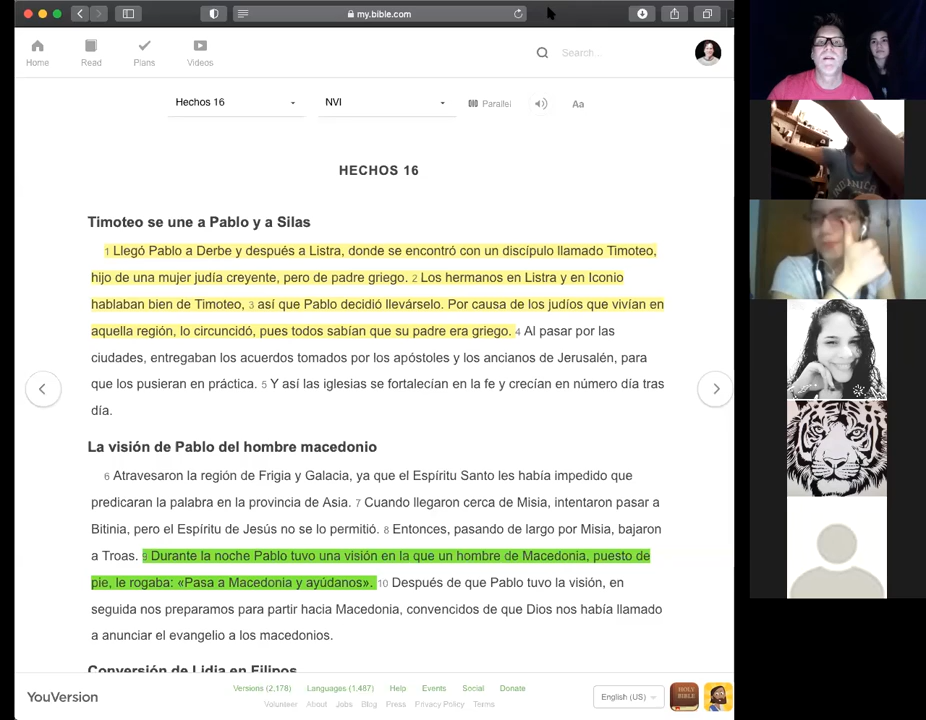 my.bible.com
Home
Read
Plans
Videos
Search...
Hechos 16
NVI
Parallel
Aa
HECHOS 16
Timoteo se une a Pablo y a Silas
1 Llegó Pablo a Derbe y después a Listra, donde se encontró con un discípulo llamado Timoteo,
hijo de una mujer judía creyente, pero de padre griego. 2 Los hermanos en Listra y en Iconio
hablaban bien de Timoteo, 3 así que Pablo decidió llevárselo. Por causa de los judíos que vivían en
aquella región, lo circuncidó, pues todos sabían que su padre era griego. 4 Al pasar por las
ciudades, entregaban los acuerdos tomados por los apóstoles y los ancianos de Jerusalén, para
que los pusieran en práctica. 5 Y así las iglesias se fortalecían en la fe y crecían en número día tras
día.
La visión de Pablo del hombre macedonio
6 Atravesaron la región de Frigia y Galacia, ya que el Espíritu Santo les había impedido que
predicaran la palabra en la provincia de Asia. 7 Cuando llegaron cerca de Misia, intentaron pasar a
Bitinia, pero el Espíritu de Jesús no se lo permitió. 8 Entonces, pasando de largo por Misia, bajaron
a Troas. 9 Durante la noche Pablo tuvo una visión en la que un hombre de Macedonia, puesto de
pie, le rogaba: «Pasa a Macedonia y ayúdanos». 10 Después de que Pablo tuvo la visión, en
seguida nos preparamos para partir hacia Macedonia, convencidos de que Dios nos había llamado
a anunciar el evangelio a los macedonios.
Conversión de Lidia en Filipos
YouVersion
Versions (2,178) Languages (1,487) Help Events Social Donate
Volunteer About Jobs Blog Press Privacy Policy Terms
English (US)
HOLY
BIBLE